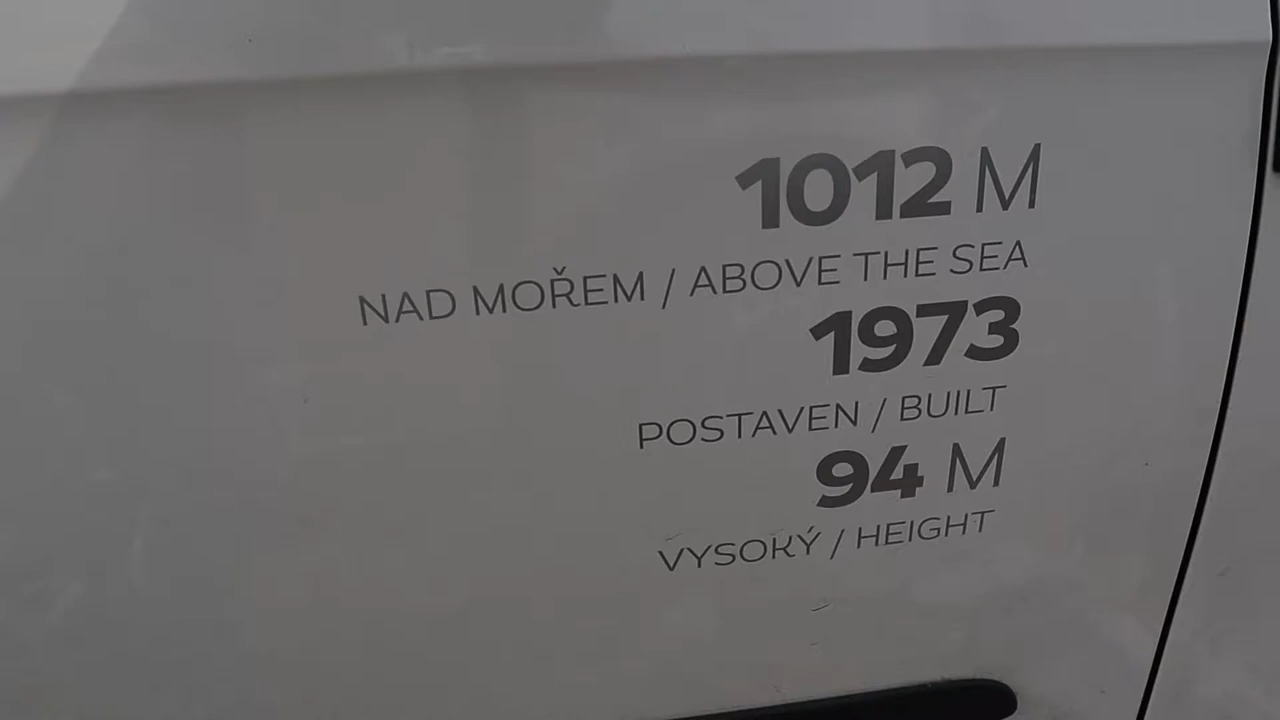 1012 M
NAD MOŘEM / ABOVE THE SEA
1973
POSTAVEN / BUILT
94 M
VYSOKÝ / HEIGHT